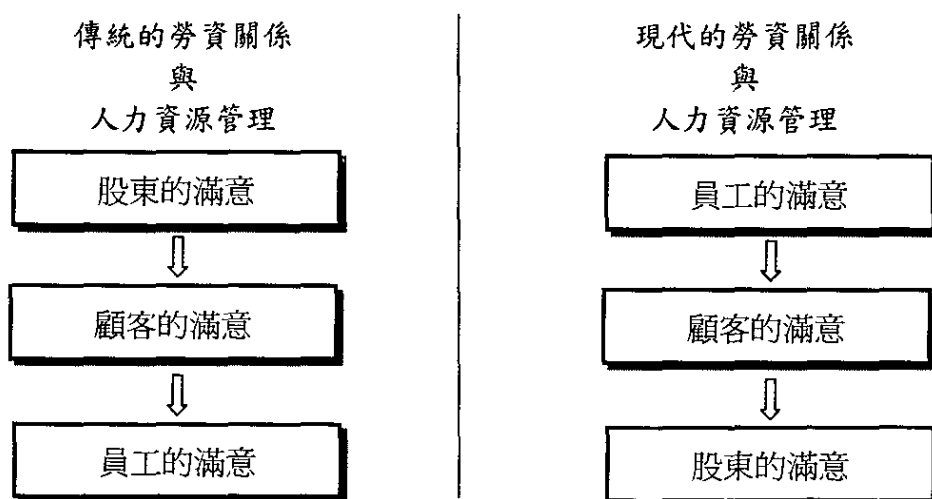 傳統的勞資關係
與
人力資源管理
股東的滿意
顧客的滿意
員工的滿意
現代的勞資關係
與
人力資源管理
員工的滿意
顧客的滿意
股東的滿意